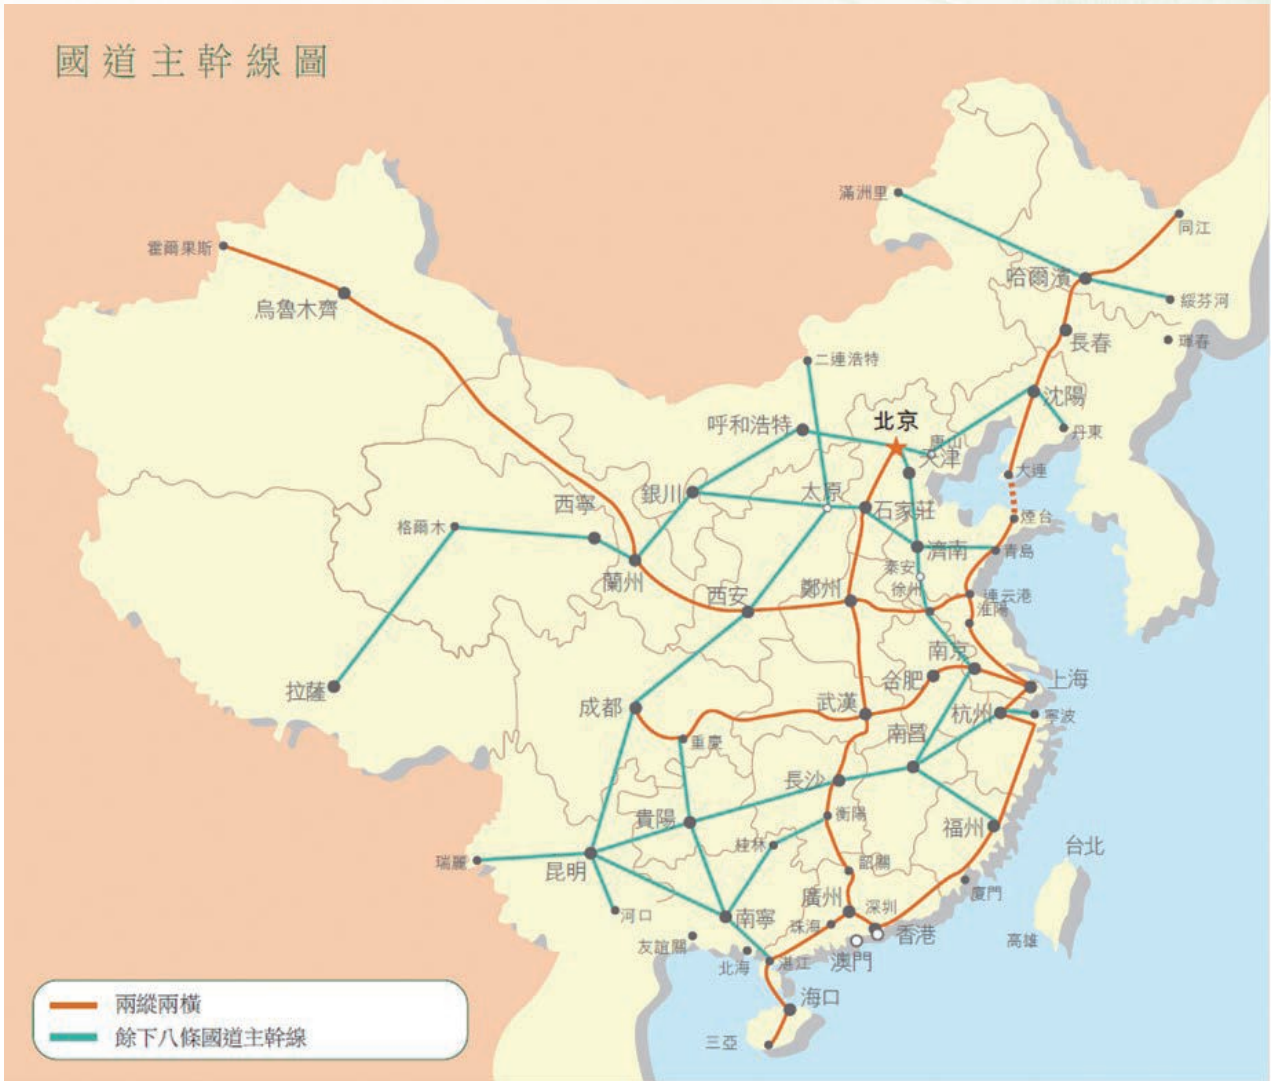 國道主幹線圖
滿洲里
同江
霍爾果斯
哈爾濱
烏魯木齊
綏芬河
長春
琿春
二連浩特
沈陽
呼和浩特
北京
唐山
丹東
天津
大連
銀川
太原
西寧
石家莊
煙台
格爾木
濟南
青島
蘭州
泰安
西安
鄭州
徐州
連云港
淮陽
南京
拉薩
合肥
上海
成都
武漢
杭州
寧波
南昌
重慶
長沙
貴陽
衡陽
福州
桂林
台北
瑞麗
昆明
韶關
廈門
廣州
深圳
河口
南寧
珠海
香港
友誼關
高雄
北海
湛江
澳門
海口
三亞
兩縱兩橫
餘下八條國道主幹線